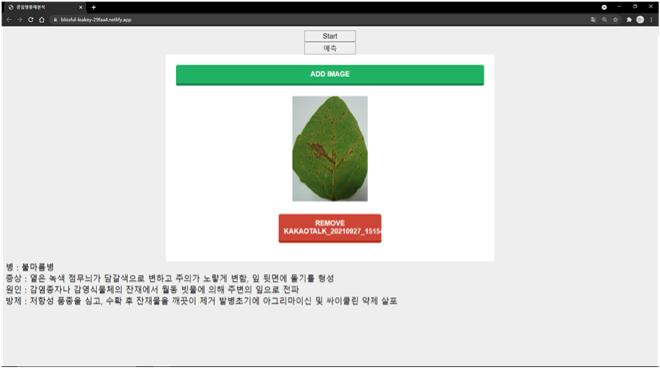 콩잎병충해분석
blissful-leakey-29faa4.netlify.app
Start
예측
ADD IMAGE
REMOVE
KAKAOTALK_20210927_1515
병 : 불마름병
증상 : 옅은 녹색 점무늬가 담갈색으로 변하고 주의가 노랗게 변함, 잎 뒷면에 돌기를 형성
원인 : 감염종자나 감영식물체의 잔재에서 월동 빗물에 의해 주변의 잎으로 전파
방제 : 저항성 품종을 심고, 수확 후 잔재물을 깨끗이 제거 발병초기에 아그리마이신 및 싸이클린 약제 살포